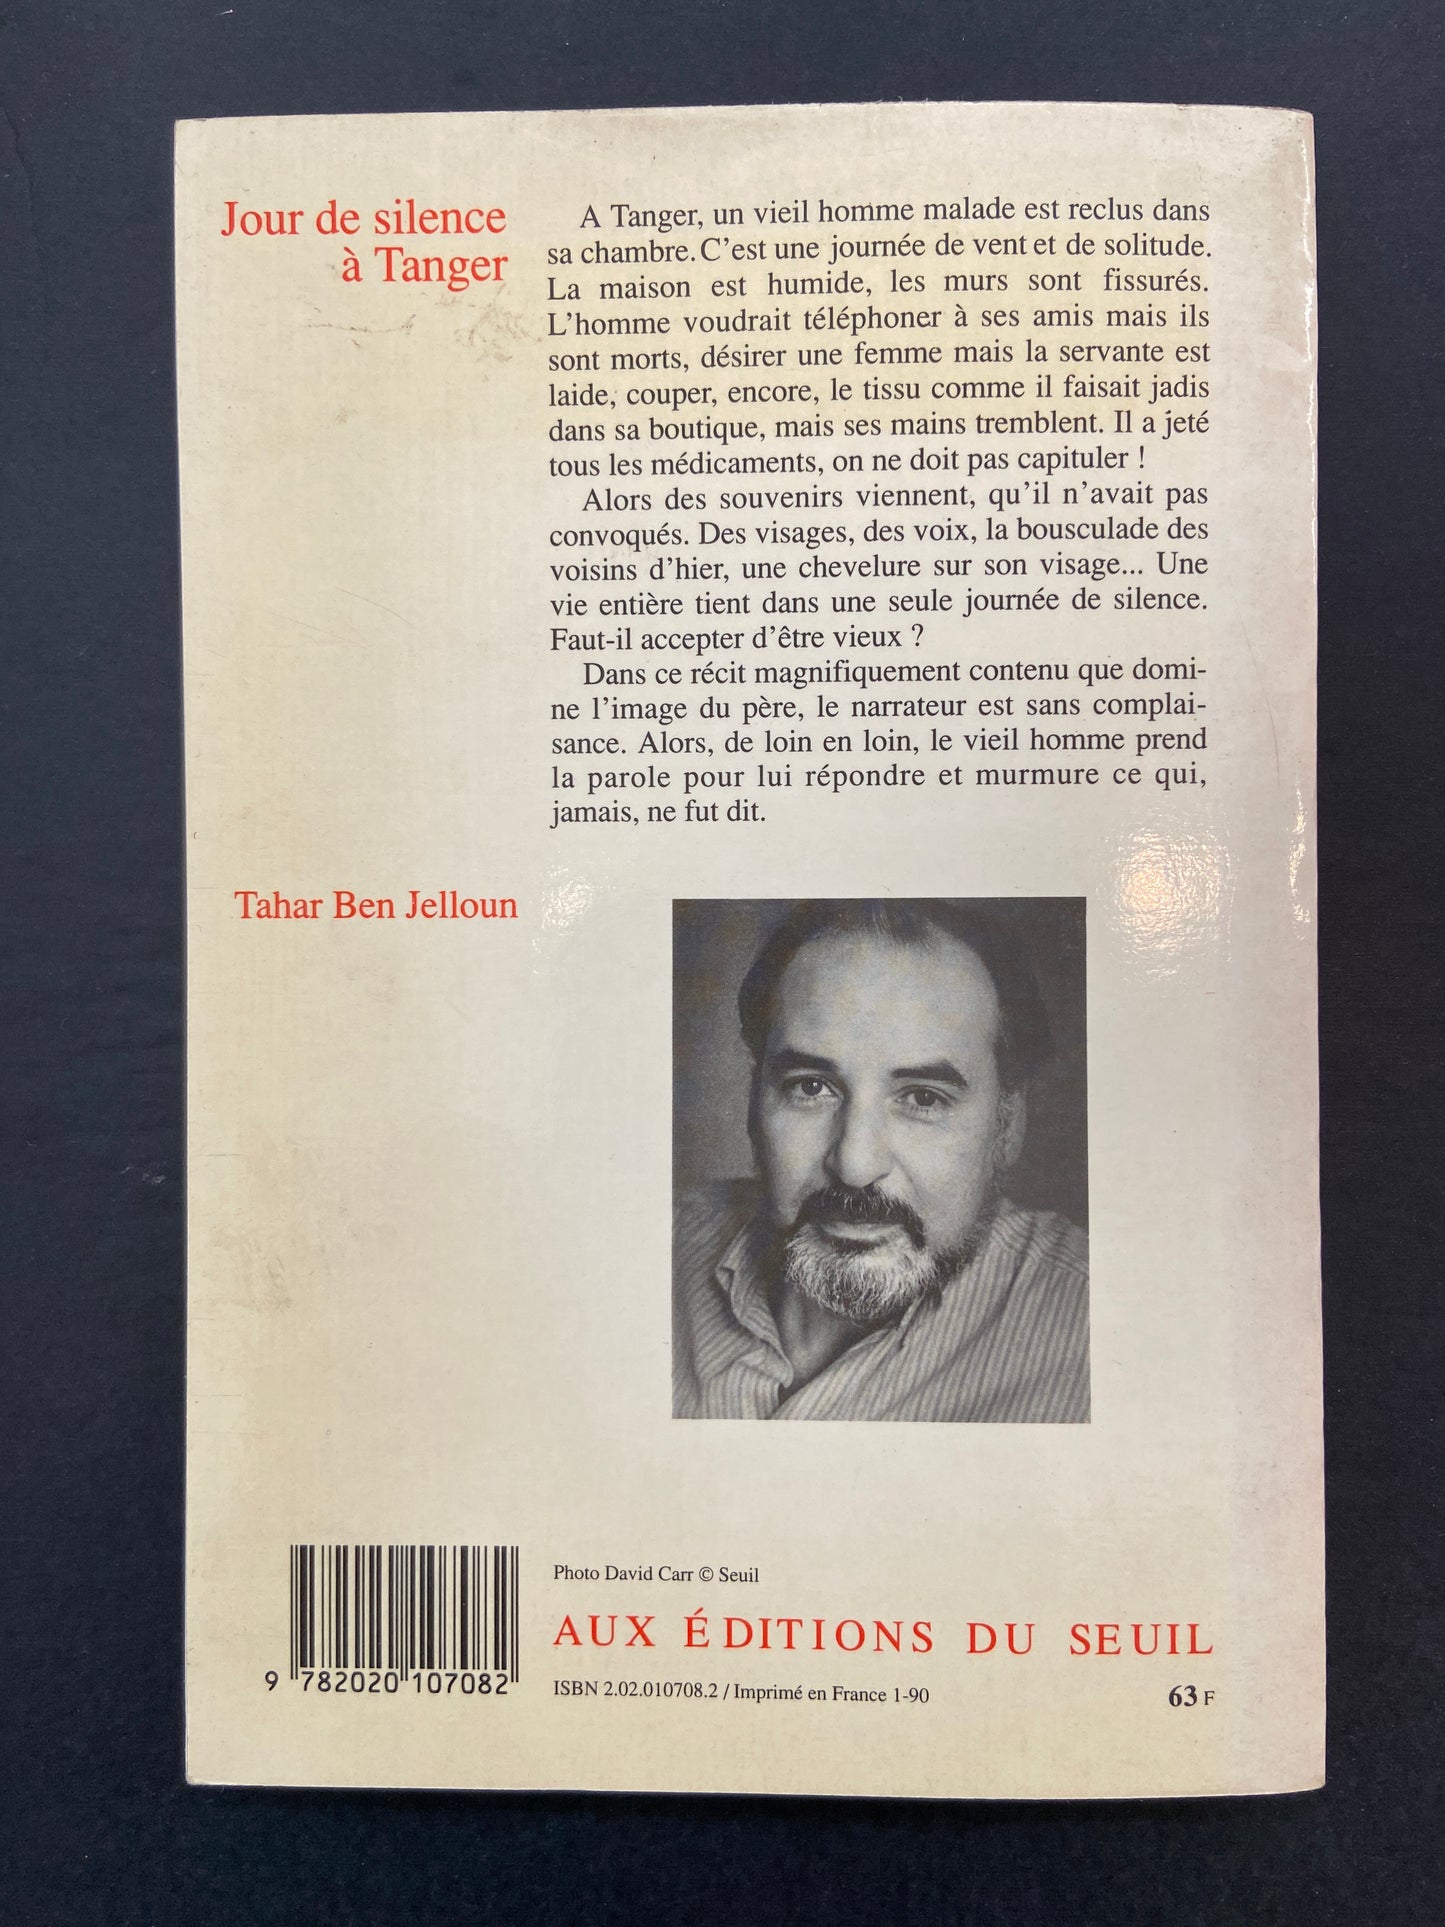 Jour de silence
à Tanger
A Tanger, un vieil homme malade est reclus dans
sa chambre. C'est une journée de vent et de solitude.
La maison est humide, les murs sont fissurés.
L'homme voudrait téléphoner à ses amis mais ils
sont morts, désirer une femme mais la servante est
laide, couper, encore, le tissu comme il faisait jadis
dans sa boutique, mais ses mains tremblent. Il a jeté
tous les médicaments, on ne doit pas capituler !
Alors des souvenirs viennent, qu'il n'avait pas
convoqués. Des visages, des voix, la bousculade des
voisins d'hier, une chevelure sur son visage... Une
vie entière tient dans une seule journée de silence.
Faut-il accepter d'être vieux ?
Dans ce récit magnifiquement contenu que domi-
ne l'image du père, le narrateur est sans complai-
sance. Alors, de loin en loin, le vieil homme prend
la parole pour lui répondre et murmure ce qui,
jamais, ne fut dit.
Tahar Ben Jelloun
Photo David Carr © Seuil
AUX ÉDITIONS DU SEUIL
9 782020 107082
ISBN 2.02.010708.2 / Imprimé en France 1-90
63 F